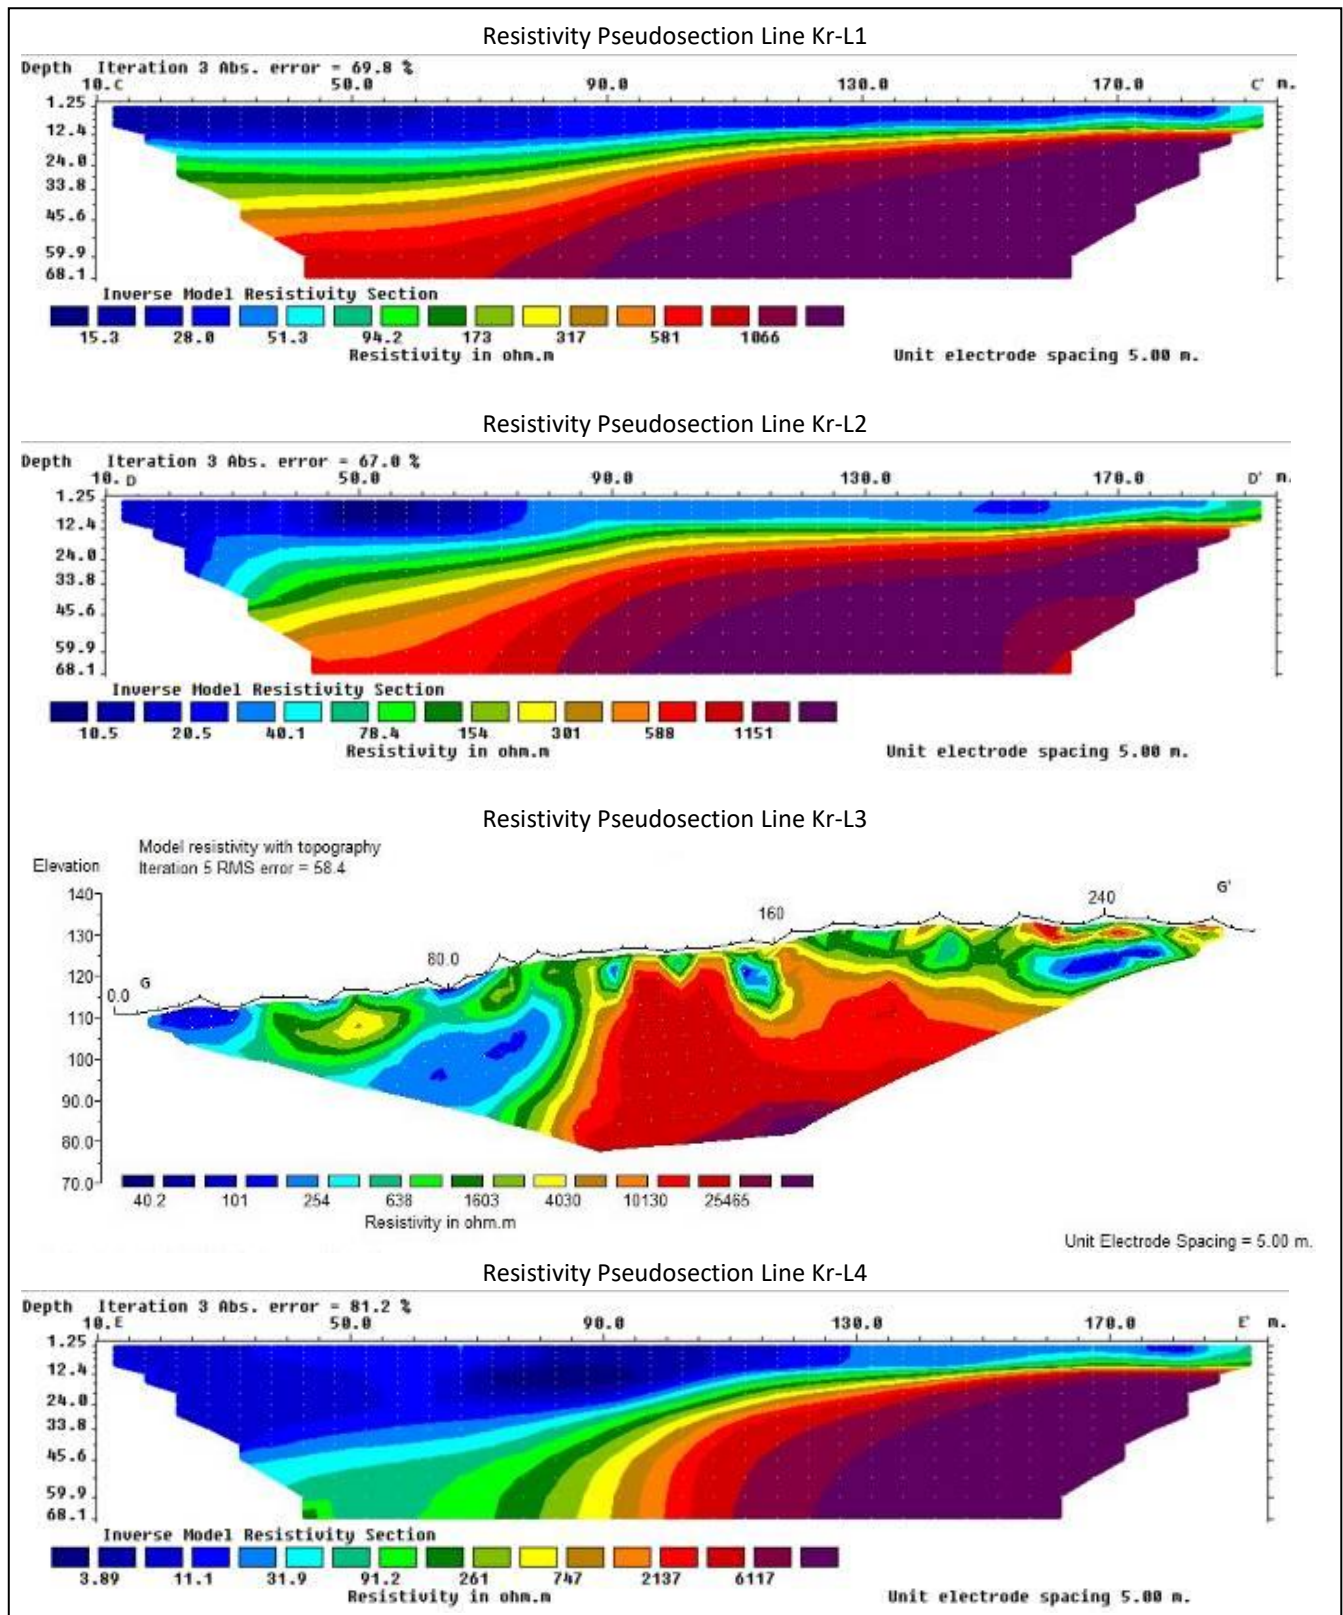 Resistivity Pseudosection Line Kr-L1
Depth Iteration 3 Abs. error = 69.8 %
10. C 50.0 90.0 130.0 170.0 C' m.
1.25
12.4
24.0
33.8
45.6
59.9
68.1
Inverse Model Resistivity Section
15.3 28.0 51.3 94.2 173 317 581 1066
Resistivity in ohm.m Unit electrode spacing 5.00 m.
Resistivity Pseudosection Line Kr-L2
Depth Iteration 3 Abs. error = 67.0 %
10. D 50.0 90.0 130.0 170.0 D' m.
1.25
12.4
24.0
33.8
45.6
59.9
68.1
Inverse Model Resistivity Section
10.5 20.5 40.1 78.4 154 301 588 1151
Resistivity in ohm.m Unit electrode spacing 5.00 m.
Resistivity Pseudosection Line Kr-L3
Model resistivity with topography
Elevation Iteration 5 RMS error = 58.4
140
130
120
110
100
90.0
80.0
70.0
0.0 G 80.0 160 240 G'
40.2 101 254 638 1603 4030 10130 25465
Resistivity in ohm.m
Unit Electrode Spacing = 5.00 m.
Resistivity Pseudosection Line Kr-L4
Depth Iteration 3 Abs. error = 81.2 %
10. E 50.0 90.0 130.0 170.0 E' m.
1.25
12.4
24.0
33.8
45.6
59.9
68.1
Inverse Model Resistivity Section
3.89 11.1 31.9 91.2 261 747 2137 6117
Resistivity in ohm.m Unit electrode spacing 5.00 m.